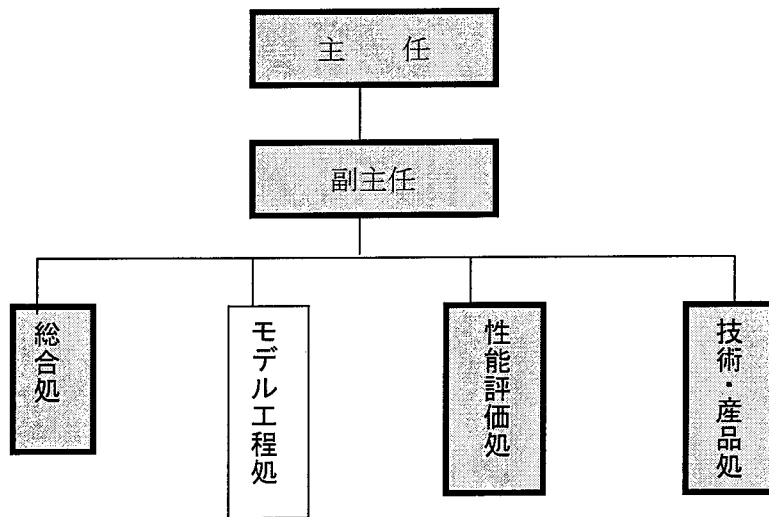 主　任
副主任
総合処
モデル工程処
性能評価処
技術・産品処